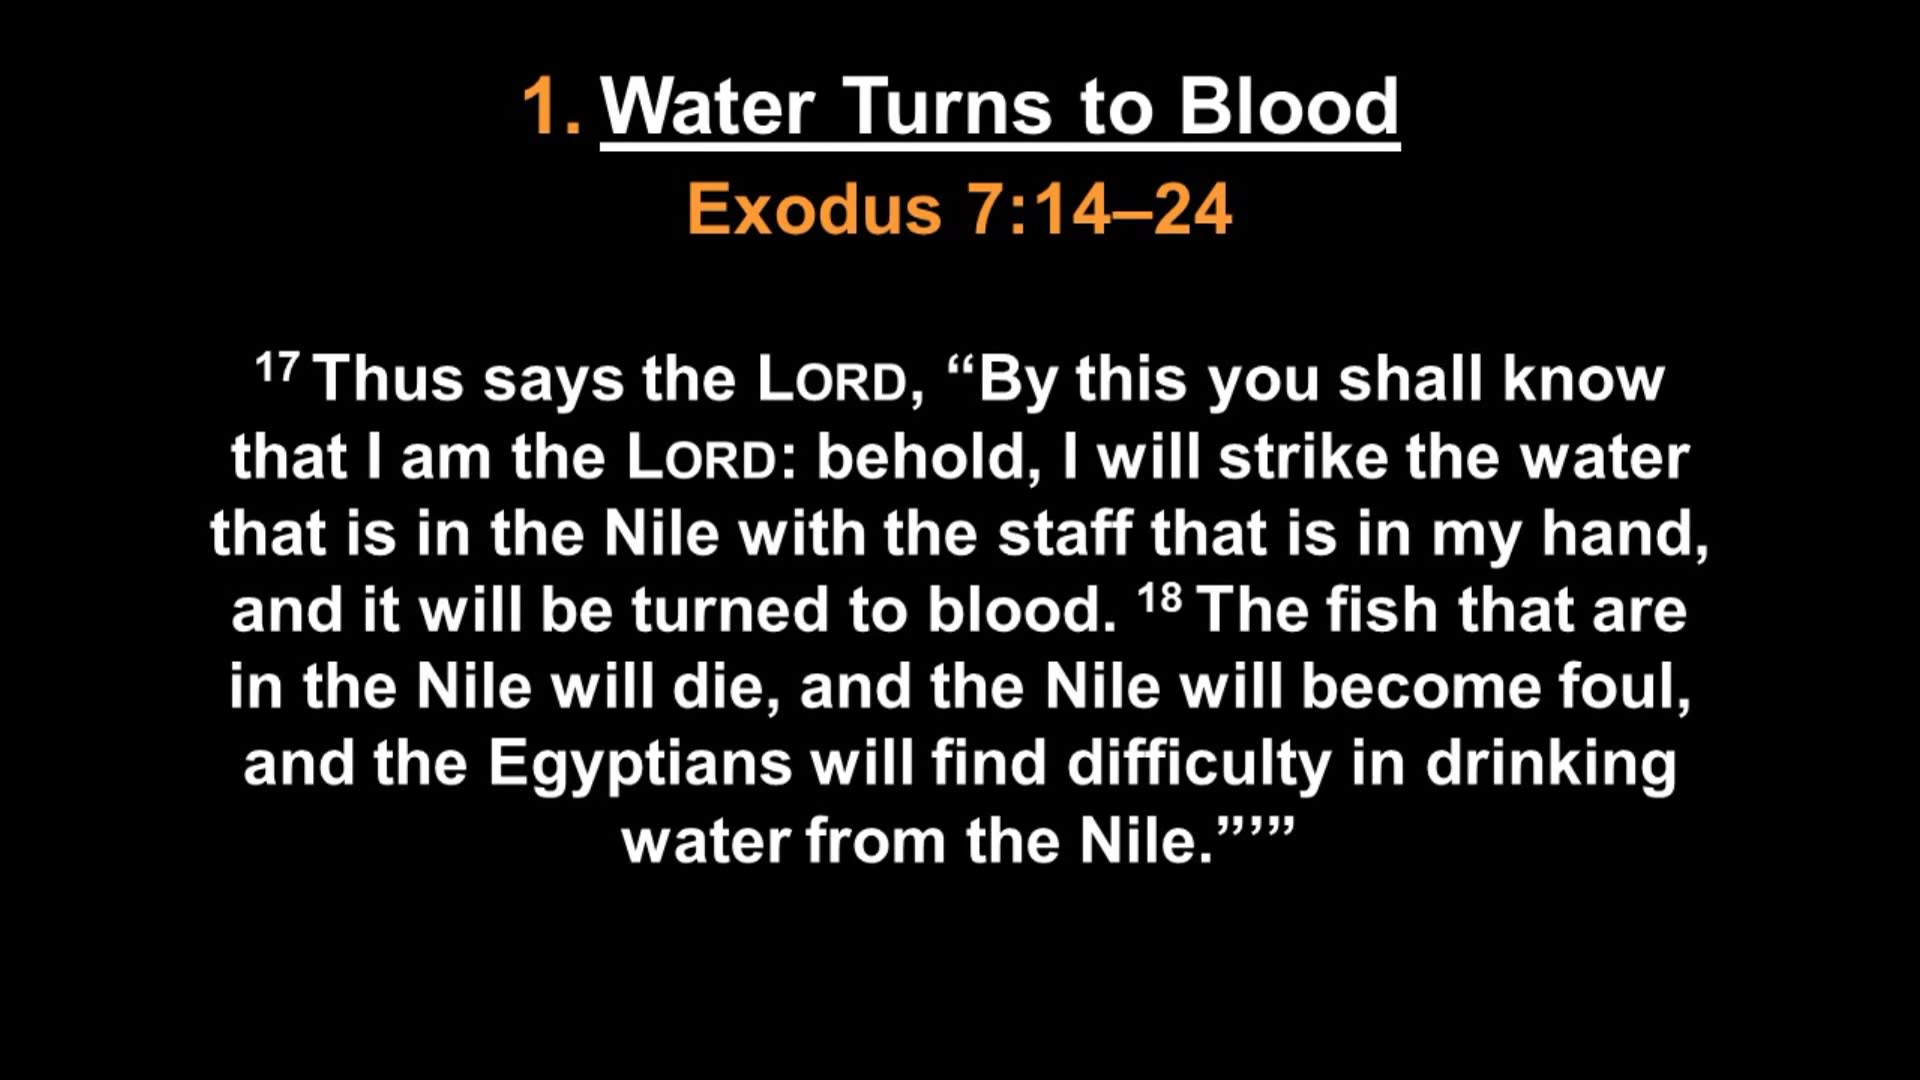 1. Water Turns to Blood
Exodus 7:14–24
17 Thus says the LORD, “By this you shall know
that I am the LORD: behold, I will strike the water
that is in the Nile with the staff that is in my hand,
and it will be turned to blood. 18 The fish that are
in the Nile will die, and the Nile will become foul,
and the Egyptians will find difficulty in drinking
water from the Nile.”’”